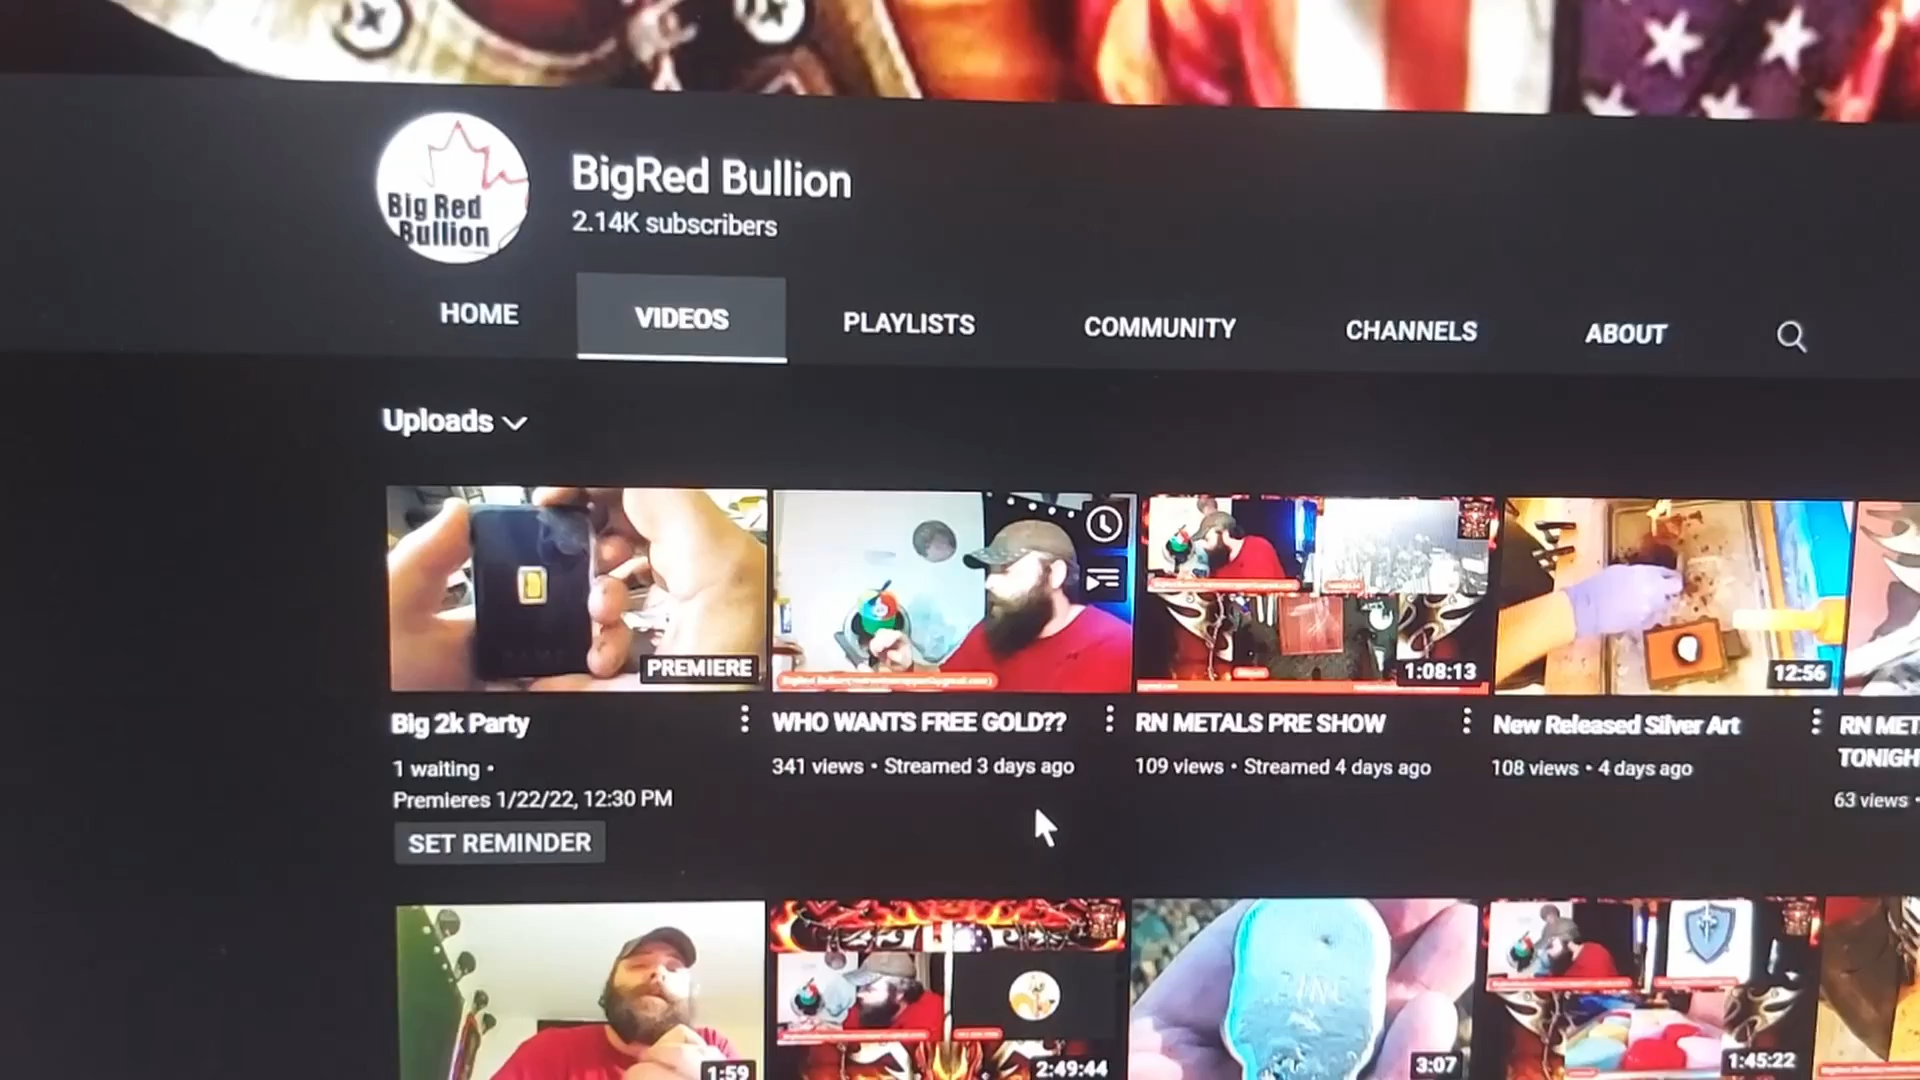 Big Red
Bullion
BigRed Bullion
2.14K subscribers
HOME
VIDEOS
PLAYLISTS
COMMUNITY
CHANNELS
ABOUT
Uploads
PREMIERE
1:08:13
12:56
Big 2k Party
WHO WANTS FREE GOLD??
RN METALS PRE SHOW
New Released Silver Art
RN MET
TONIGH
1 waiting •
Premieres 1/22/22, 12:30 PM
341 views • Streamed 3 days ago
109 views • Streamed 4 days ago
108 views • 4 days ago
63 views •
SET REMINDER
INC
1:59
2:49:44
3:07
1:45:22